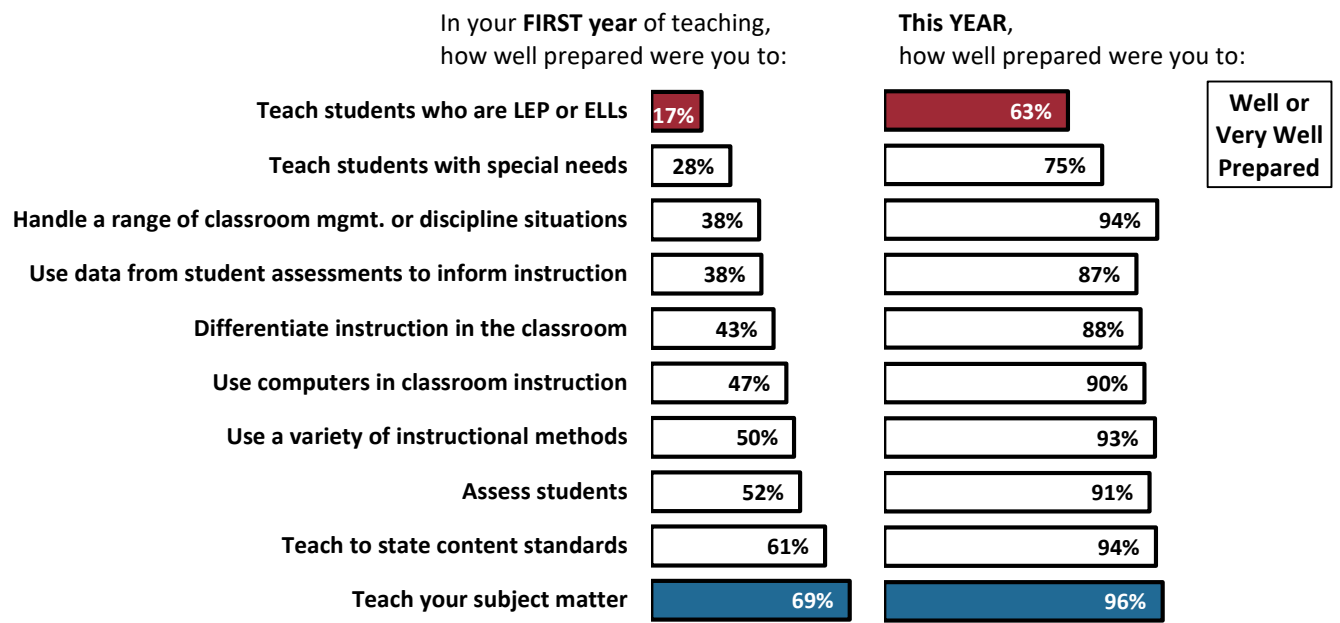 In your FIRST year of teaching,
how well prepared were you to:
This YEAR,
how well prepared were you to:
Well or
Very Well
Prepared
Teach students who are LEP or ELLs 17% 63%
Teach students with special needs 28% 75%
Handle a range of classroom mgmt. or discipline situations 38% 94%
Use data from student assessments to inform instruction 38% 87%
Differentiate instruction in the classroom 43% 88%
Use computers in classroom instruction 47% 90%
Use a variety of instructional methods 50% 93%
Assess students 52% 91%
Teach to state content standards 61% 94%
Teach your subject matter 69% 96%